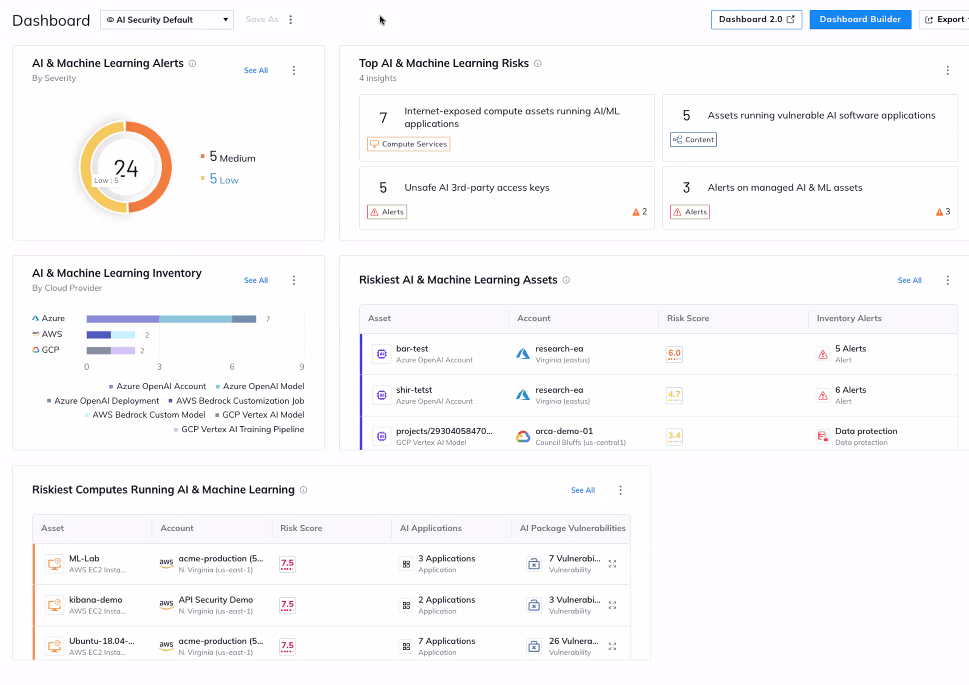 Dashboard
AI Security Default
Save As
Dashboard 2.0
Dashboard Builder
Export
AI & Machine Learning Alerts
By Severity
See All
24
Low : 5
5 Medium
5 Low
Top AI & Machine Learning Risks
4 insights
7
Internet-exposed compute assets running AI/ML
applications
Compute Services
5
Assets running vulnerable AI software applications
Content
5
Unsafe AI 3rd-party access keys
Alerts
2
3
Alerts on managed AI & ML assets
Alerts
3
AI & Machine Learning Inventory
By Cloud Provider
See All
Azure
7
AWS
2
GCP
2
0 3 6 9
Azure OpenAI Account Azure OpenAI Model
Azure OpenAI Deployment AWS Bedrock Customization Job
AWS Bedrock Custom Model GCP Vertex AI Model
GCP Vertex AI Training Pipeline
Riskiest AI & Machine Learning Assets
See All
Asset Account Risk Score Inventory Alerts
bar-test research-ea 6.0 5 Alerts
Azure OpenAI Account Virginia (eastus) Alert
shir-tetst research-ea 4.7 6 Alerts
Azure OpenAI Account Virginia (eastus) Alert
projects/29304058470... orca-demo-01 3.4 Data protection
GCP Vertex AI Model Council Bluffs (us-central1) Data protection
Riskiest Computes Running AI & Machine Learning
See All
Asset Account Risk Score AI Applications AI Package Vulnerabilities
ML-Lab acme-production (5... 7.5 3 Applications 7 Vulnerabi...
AWS EC2 Insta... aws N. Virginia (us-east-1) Application Vulnerability
kibana-demo API Security Demo 7.5 2 Applications 3 Vulnerabi...
AWS EC2 Insta... aws N. Virginia (us-east-1) Application Vulnerability
Ubuntu-18.04-... acme-production (5... 7.5 7 Applications 26 Vulnera...
AWS EC2 Insta... aws N. Virginia (us-east-1) Application Vulnerability